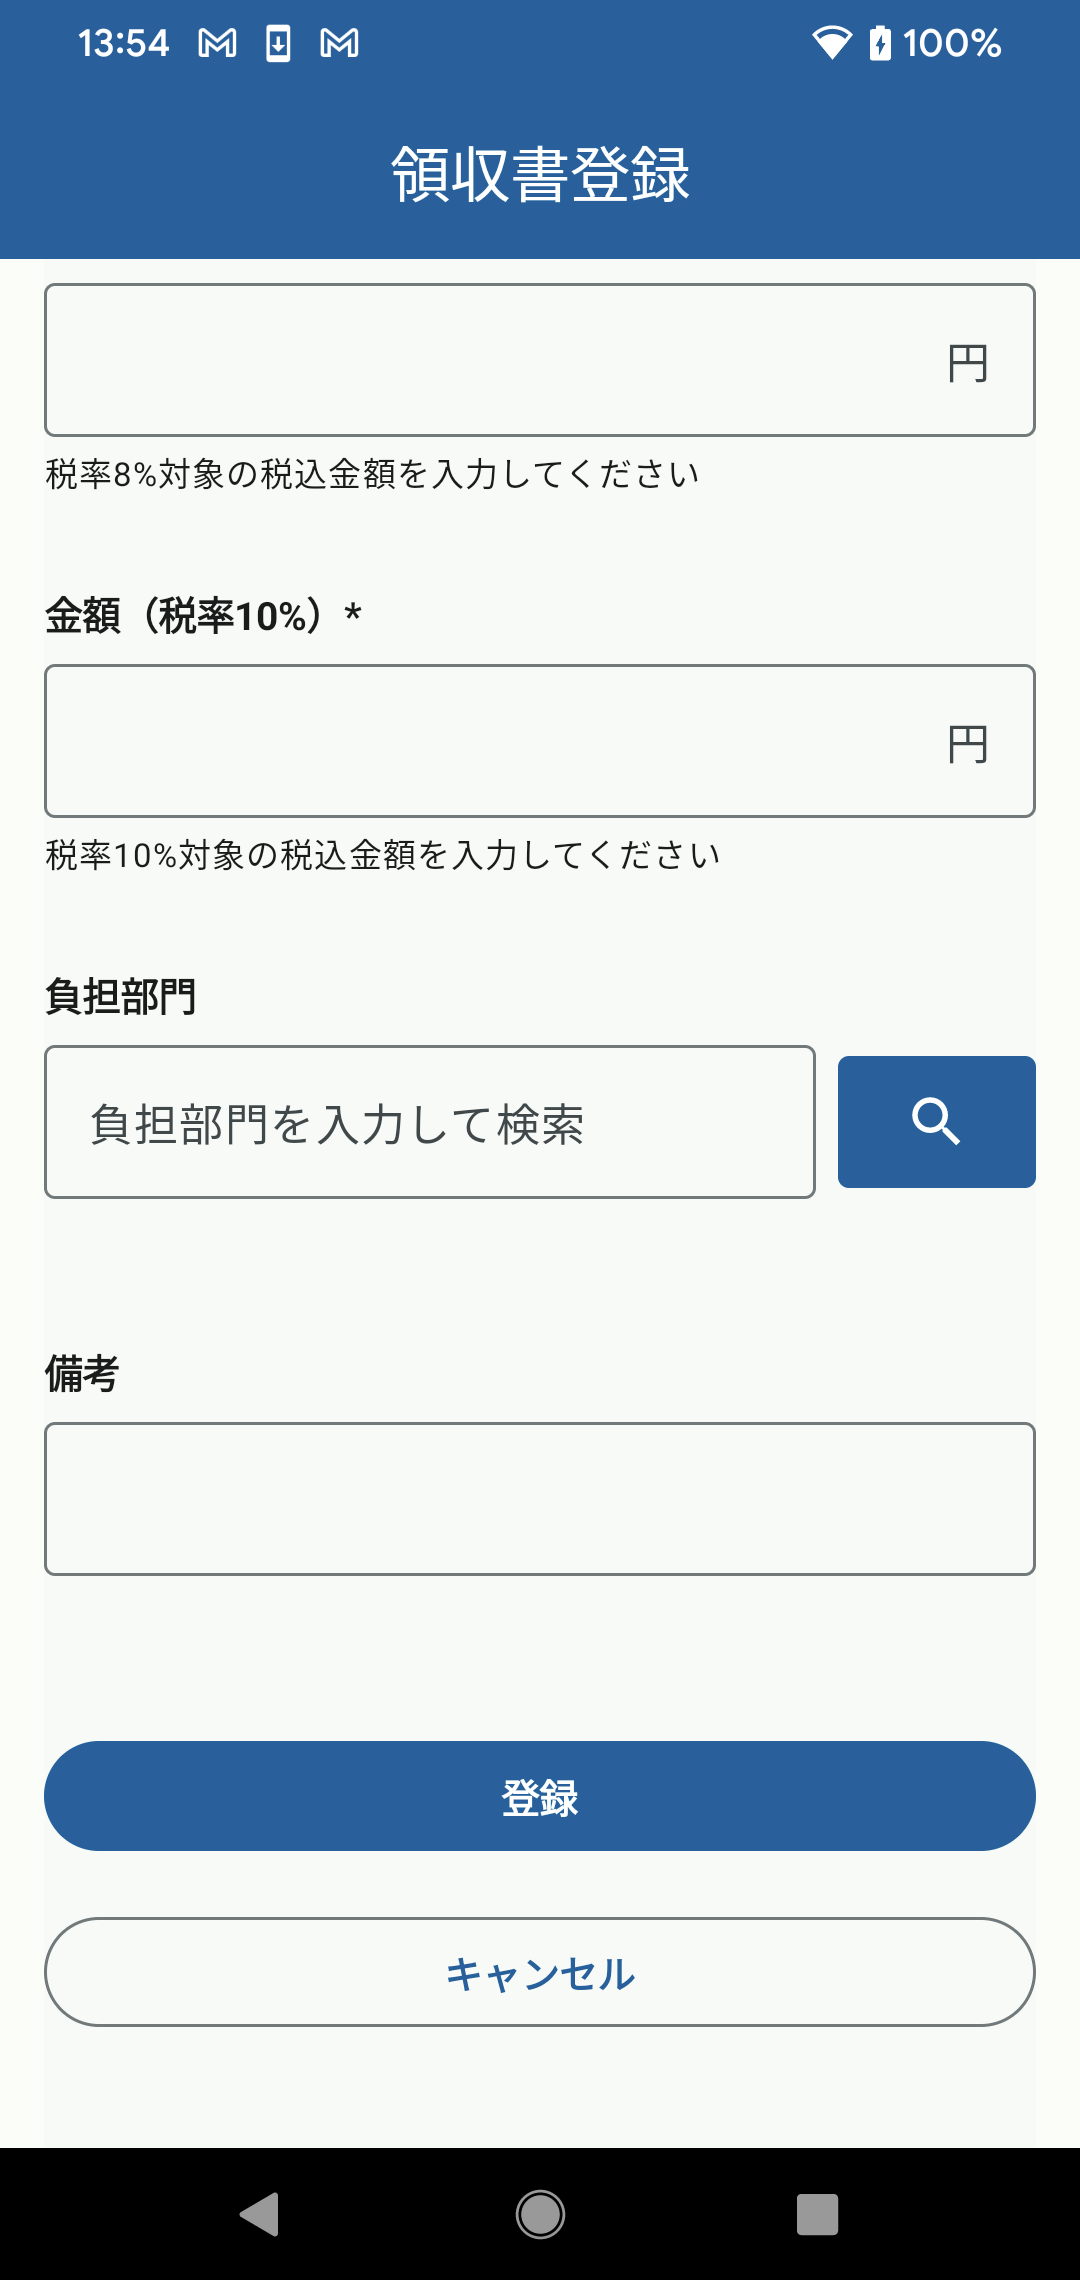 13:54 100%
領収書登録
円
税率8%対象の税込金額を入力してください
金額（税率10%）*
円
税率10%対象の税込金額を入力してください
負担部門
負担部門を入力して検索
備考
登録
キャンセル